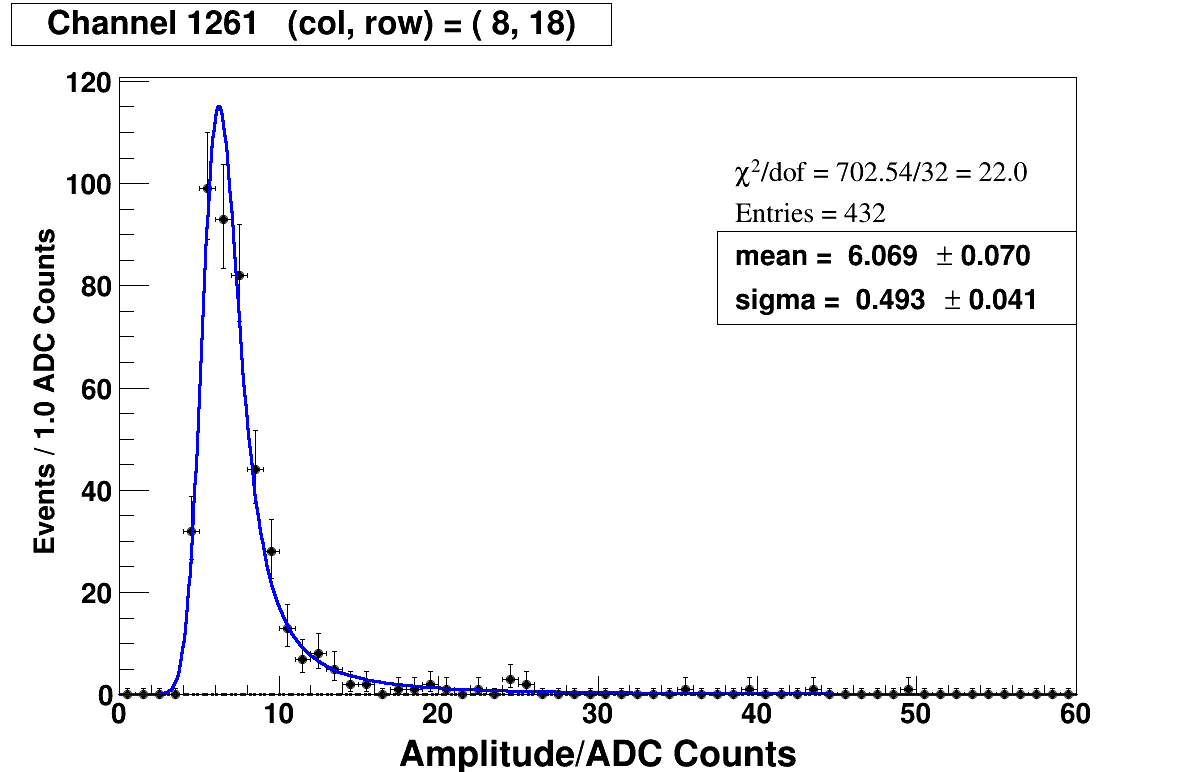 Channel 1261 (col, row) = ( 8, 18)
120
100
80
60
40
20
0
Events / 1.0 ADC Counts
χ²/dof = 702.54/32 = 22.0
Entries = 432
mean = 6.069 ± 0.070
sigma = 0.493 ± 0.041
0 10 20 30 40 50 60
Amplitude/ADC Counts